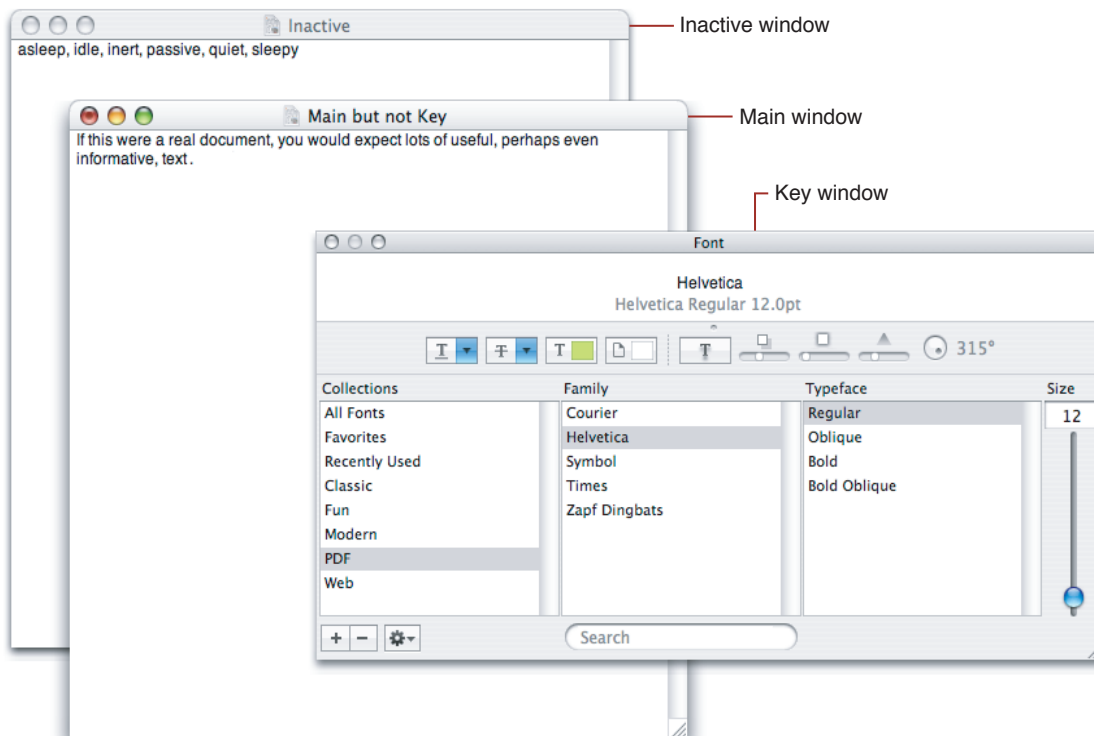 Inactive
Inactive window
asleep, idle, inert, passive, quiet, sleepy
Main but not Key
Main window
If this were a real document, you would expect lots of useful, perhaps even
informative, text.
Key window
Font
Helvetica
Helvetica Regular 12.0pt
T T T T 315°
Collections Family Typeface Size
All Fonts Courier Regular 12
Favorites Helvetica Oblique
Recently Used Symbol Bold
Classic Times Bold Oblique
Fun Zapf Dingbats
Modern
PDF
Web
+ − Search